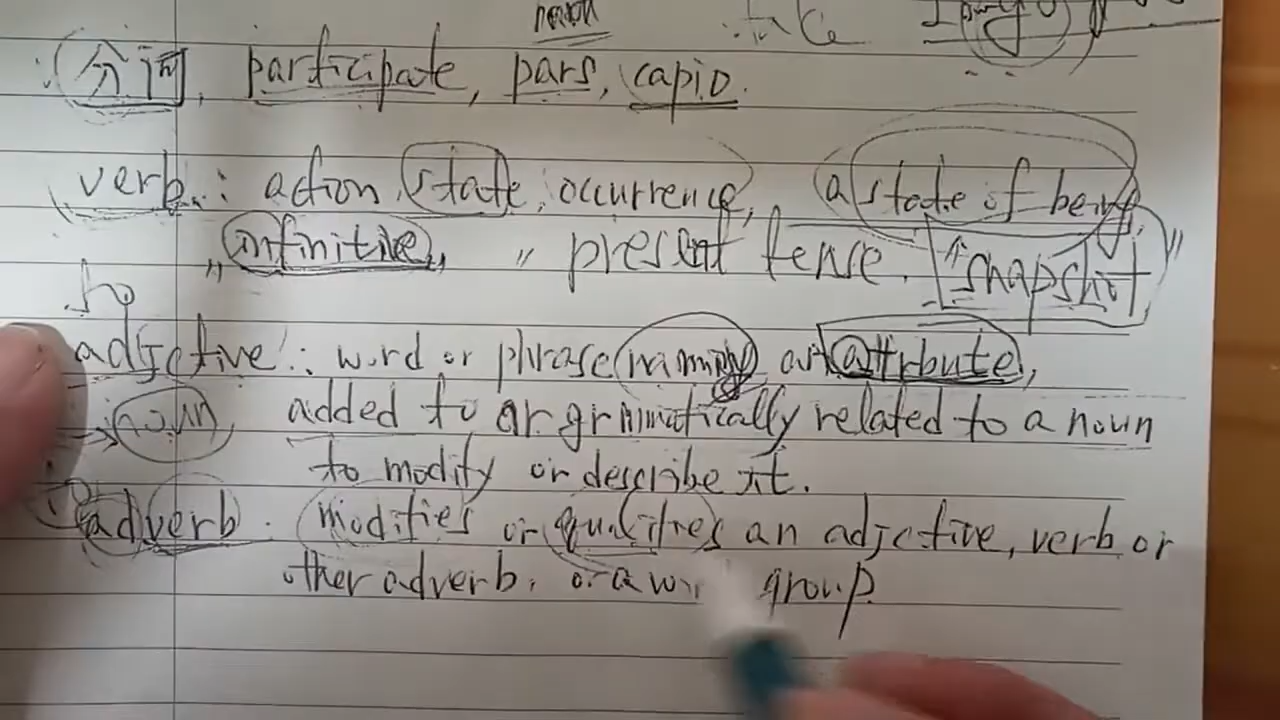 take
分词, participate, pars, capio.
verb: action, state, occurrence, a state of being
"infinitive" " present tense. "snapshot"
adjective: word or phrase naming an attribute,
noun added to or grammatically related to a noun
to modify or describe it.
adverb: modifies or qualifies an adjective, verb or
other adverb, or a group